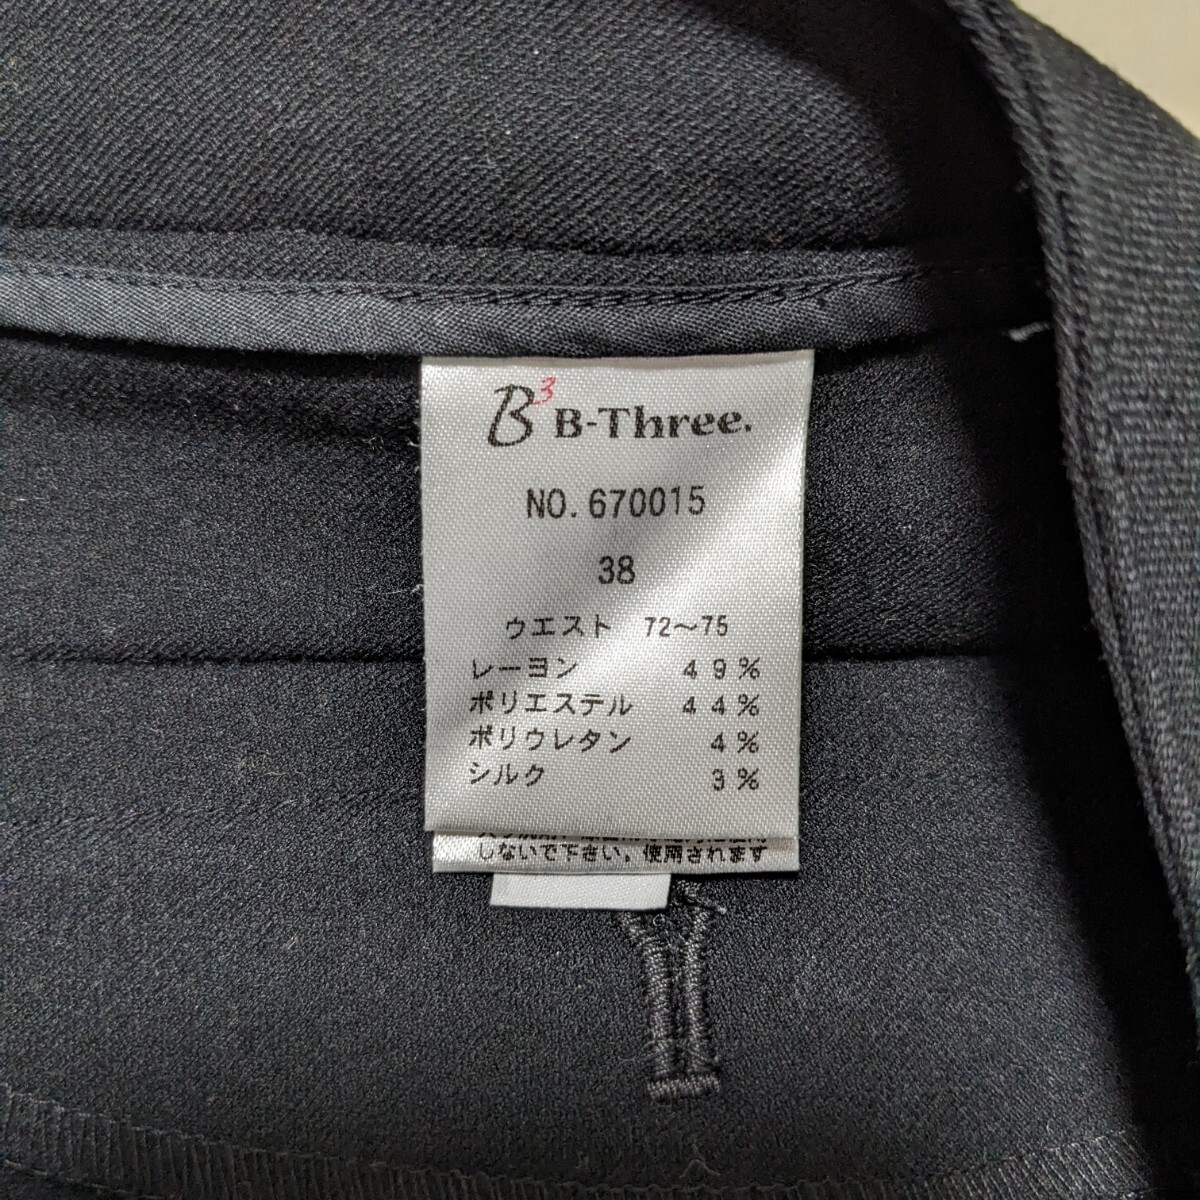 B3 B-Three.
NO.670015
38
ウエスト 72～75
レーヨン 49%
ポリエステル 44%
ポリウレタン 4%
シルク 3%
しないで下さい。使用されます